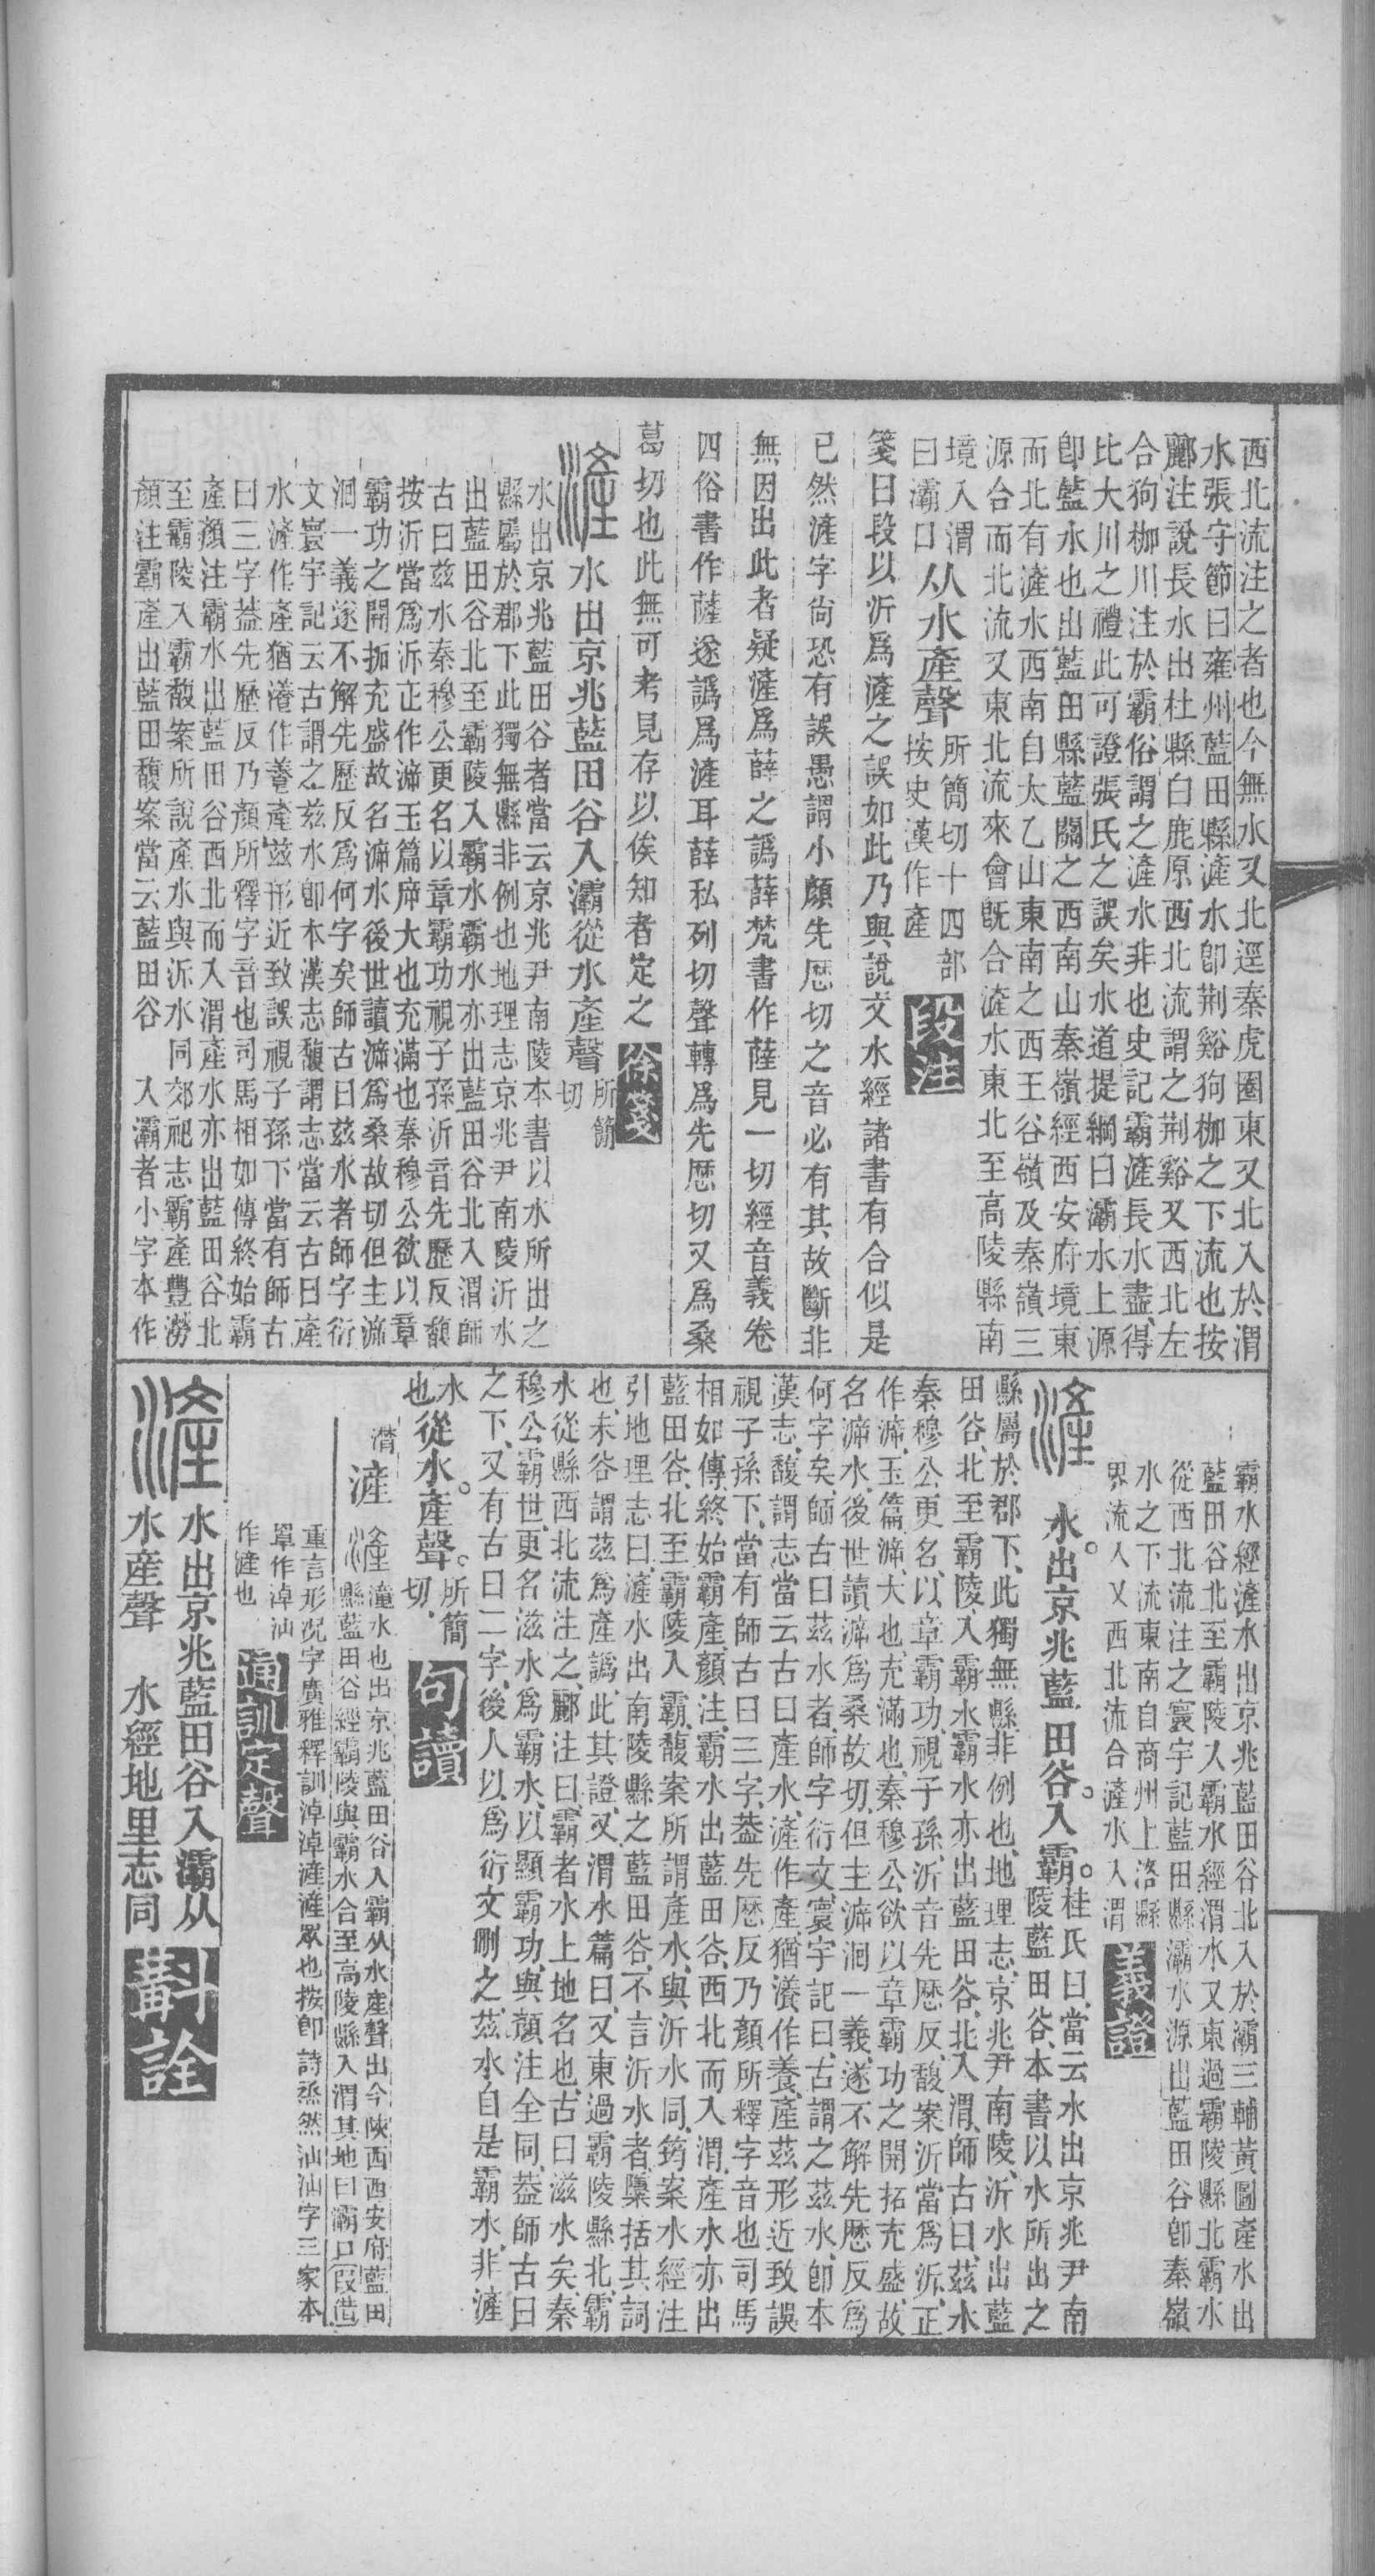 西北流注之者也今無水又北逕秦虎圈東又北入於渭
水張守節曰雍州藍田縣滻水卽荆谿狗枷之下流也按
酈注說長水出杜縣白鹿原西北流謂之荆谿又西北左
合狗枷川注於霸俗謂之滻水非也史記霸滻長水盡得
比大川之禮此可證張氏之誤矣水道提綱曰灞水上源
卽藍水也出藍田縣藍關之西南山秦嶺經西安府境東
而北有滻水西南自太乙山東南之西王谷嶺及秦嶺三
源合而北流又東北流來會旣合滻水東北至高陵縣南
境入渭
曰灞口从水產聲所簡切十四部
按史漢作產段注
箋曰段以沂爲滻之誤如此乃與說文水經諸書有合似是
已然滻字尙恐有誤愚謂小顏先厯切之音必有其故斷非
無因出此者疑滻爲薛之譌薛梵書作薩見一切經音義卷
四俗書作薩遂譌爲滻耳薛私列切聲轉爲先厯切又爲桑
葛切也此無可考見存以俟知者定之徐箋
滻水出京兆藍田谷入灞從水產聲所簡
切
水出京兆藍田谷者當云京兆尹南陵本書以水所出之
縣屬於郡下此獨無縣非例也地理志京兆尹南陵沂水
出藍田谷北至霸陵入霸水霸水亦出藍田谷北入渭師
古曰茲水秦穆公更名以章霸功視子孫沂音先歷反馥
按沂當爲泝正作㴑玉篇㡿大也充滿也秦穆公欲以章
霸功之開拓充盛故名㴑水後世讀㴑爲桑故切但主㴑
洄一義遂不解先歷反爲何字矣師古曰茲水者師字衍
文寰宇記云古謂之茲水卽本漢志馥謂志當云古曰產
水滻作產猶瀁作養產茲形近致誤視子孫下當有師古
曰三字葢先歷反乃顏所釋字音也司馬相如傳終始霸
產顏注霸水出藍田谷西北而入渭產水亦出藍田谷北
至霸陵入霸馥案所說產水與泝水同郊祀志霸產豐澇
顏注霸產出藍田馥案當云藍田谷　入灞者小字本作
霸水經滻水出京兆藍田谷北入於灞三輔黃圖產水出
藍田谷北至霸陵入霸水經渭水又東過霸陵縣北霸水
從西北流注之寰宇記藍田縣灞水源出藍田谷卽秦嶺
水之下流東南自商州上洛縣
界流入又西北流合滻水入渭義證
滻水。出京兆藍田谷。入霸。桂氏曰、當云水出京兆尹南
陵藍田谷、本書以水所出之
縣屬於郡下、此獨無縣、非例也、地理志、京兆尹南陵、沂水出藍
田谷、北至霸陵、入霸水、霸水亦出藍田谷、北入渭、師古曰、茲水
秦穆公更名、以章霸功、視子孫、沂音先厯反、馥案沂當爲泝、正
作㴑、玉篇㴑、大也、充滿也、秦穆公欲以章霸功之開拓充盛、故
名㴑水、後世讀㴑爲桑故切、但主㴑洄一義、遂不解先厯反爲
何字矣、師古曰茲水者、師字衍文、寰宇記曰、古謂之茲水、卽本
漢志、馥謂志當云古曰產水、滻作產、猶瀁作養、產茲形近致誤
視子孫下、當有師古曰三字、葢先厯反乃顏所釋字音也、司馬
相如傳、終始霸產、顏注、霸水出藍田谷、西北而入渭、產水亦出
藍田谷、北至霸陵入霸、馥案所謂產水、與沂水同、筠案水經注
引地理志曰、滻水出南陵縣之藍田谷、不言沂水者、檃括其詞
也、未谷謂茲爲產譌、此其證、又渭水篇曰、又東過霸陵縣北、霸
水從縣西北流注之、酈注曰、霸者、水上地名也、古曰滋水矣、秦
穆公霸世、更名滋水爲霸水、以顯霸功、與顏注全同、葢師古曰
之下、又有古曰二字、後人以爲衍文刪之、茲水自是霸水、非滻
水
也從水。產聲。所簡
切、句讀
潸滻滻滻水也出京兆藍田谷入霸从水產聲出今陝西西安府藍田
縣藍田谷經霸陵與霸水合至高陵縣入渭其地曰灞口〔叚借〕
重言形況字廣雅釋訓淖淖滻滻眾也按卽詩烝然汕汕字三家本
罩作淖汕
作滻也通訓定聲
滻水出京兆藍田谷入灞从
水產聲　水經地里志同斠詮